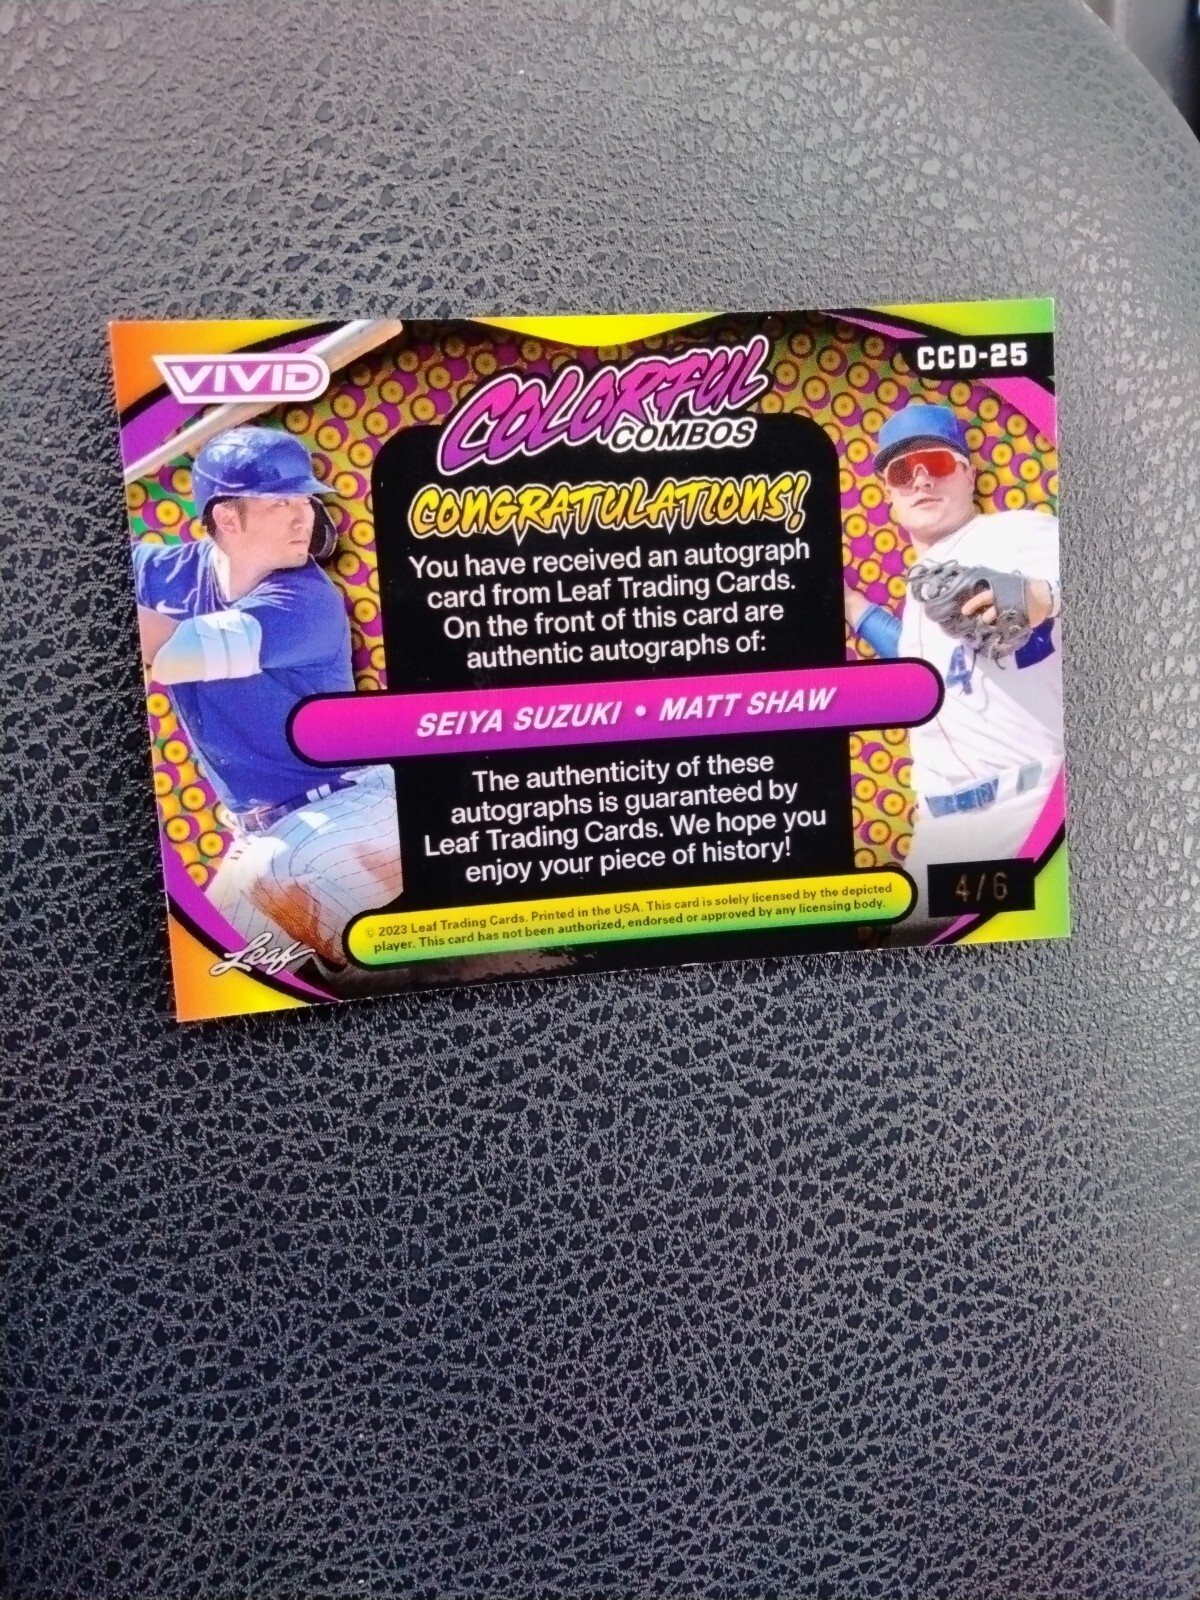 VIVID
CCD-25
COLORFUL
COMBOS
CONGRATULATIONS!
You have received an autograph
card from Leaf Trading Cards.
On the front of this card are
authentic autographs of:
SEIYA SUZUKI • MATT SHAW
The authenticity of these
autographs is guaranteed by
Leaf Trading Cards. We hope you
enjoy your piece of history!
4/6
© 2023 Leaf Trading Cards. Printed in the USA. This card is solely licensed by the depicted
player. This card has not been authorized, endorsed or approved by any licensing body.
Leaf
4